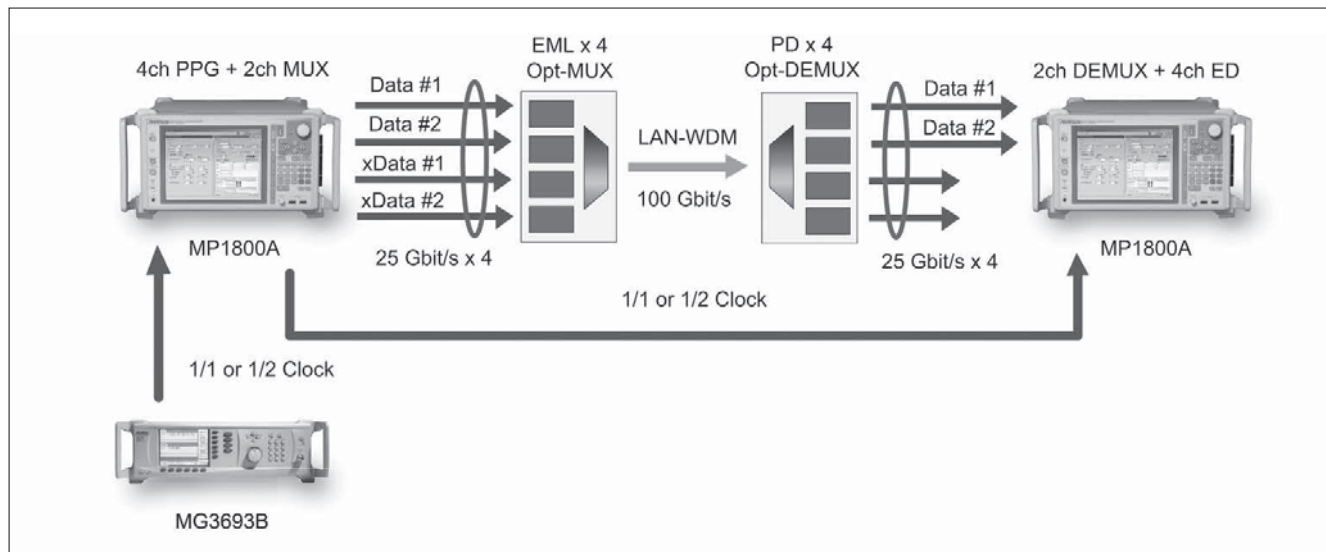 4ch PPG + 2ch MUX
EML x 4
Opt-MUX
PD x 4
Opt-DEMUX
2ch DEMUX + 4ch ED
Data #1
Data #2
xData #1
xData #2
LAN-WDM
100 Gbit/s
Data #1
Data #2
MP1800A
25 Gbit/s x 4
25 Gbit/s x 4
MP1800A
1/1 or 1/2 Clock
1/1 or 1/2 Clock
MG3693B